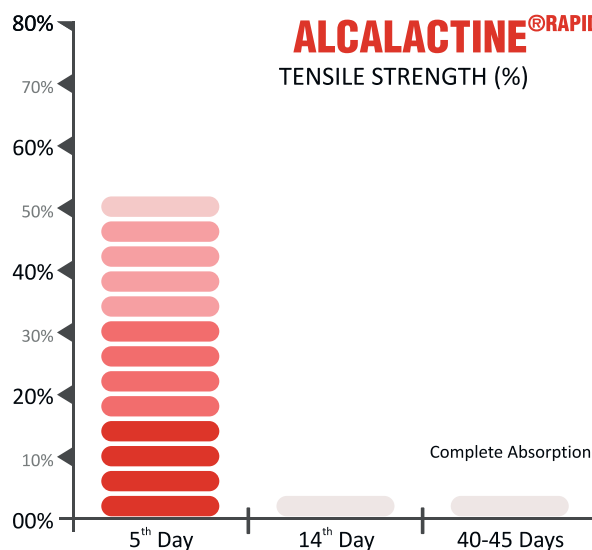 ALCALACTINE®RAPID
TENSILE STRENGTH (%)
80%
70%
60%
50%
40%
30%
20%
10%
00%
Complete Absorption
5th Day
14th Day
40-45 Days